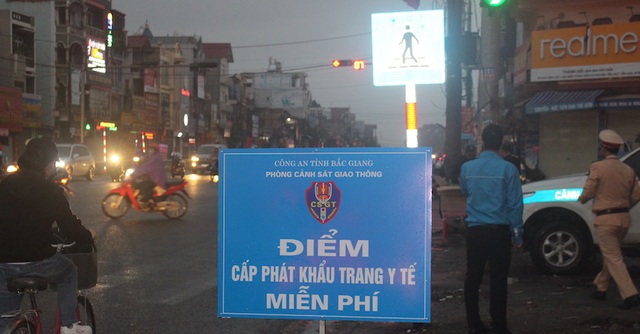 realme
CÔNG AN TỈNH BẮC GIANG
PHÒNG CẢNH SÁT GIAO THÔNG
CSGT
ĐIỂM
CẤP PHÁT KHẨU TRANG Y TẾ
MIỄN PHÍ
CẢNH